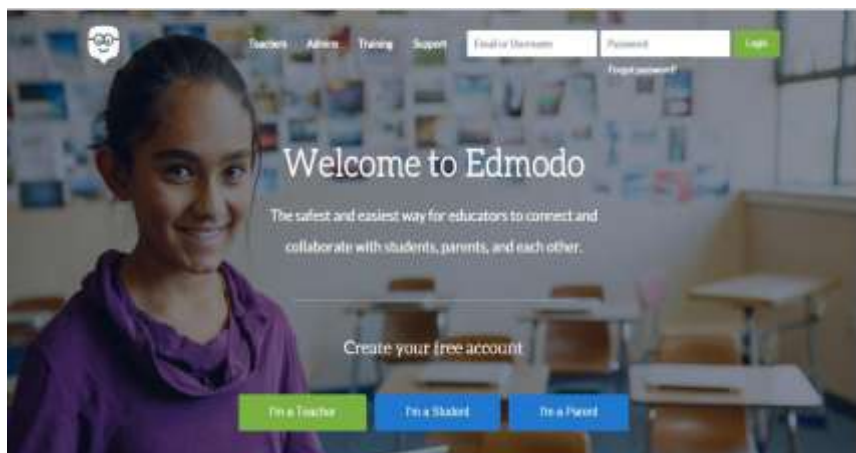 Teachers Admins Training Support Email or Username Password Login
Forgot password?
Welcome to Edmodo
The safest and easiest way for educators to connect and
collaborate with students, parents, and each other.
Create your free account
I'm a Teacher I'm a Student I'm a Parent